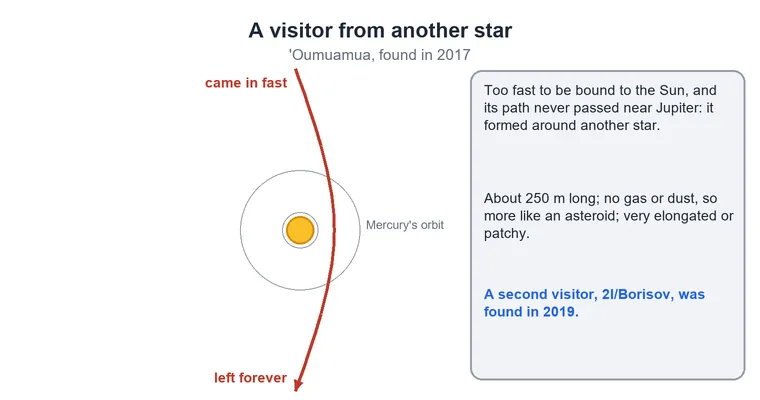 A visitor from another star
'Oumuamua, found in 2017
came in fast
Too fast to be bound to the Sun, and
its path never passed near Jupiter: it
formed around another star.
About 250 m long; no gas or dust, so
more like an asteroid; very elongated or
patchy.
Mercury's orbit
A second visitor, 2I/Borisov, was
found in 2019.
left forever